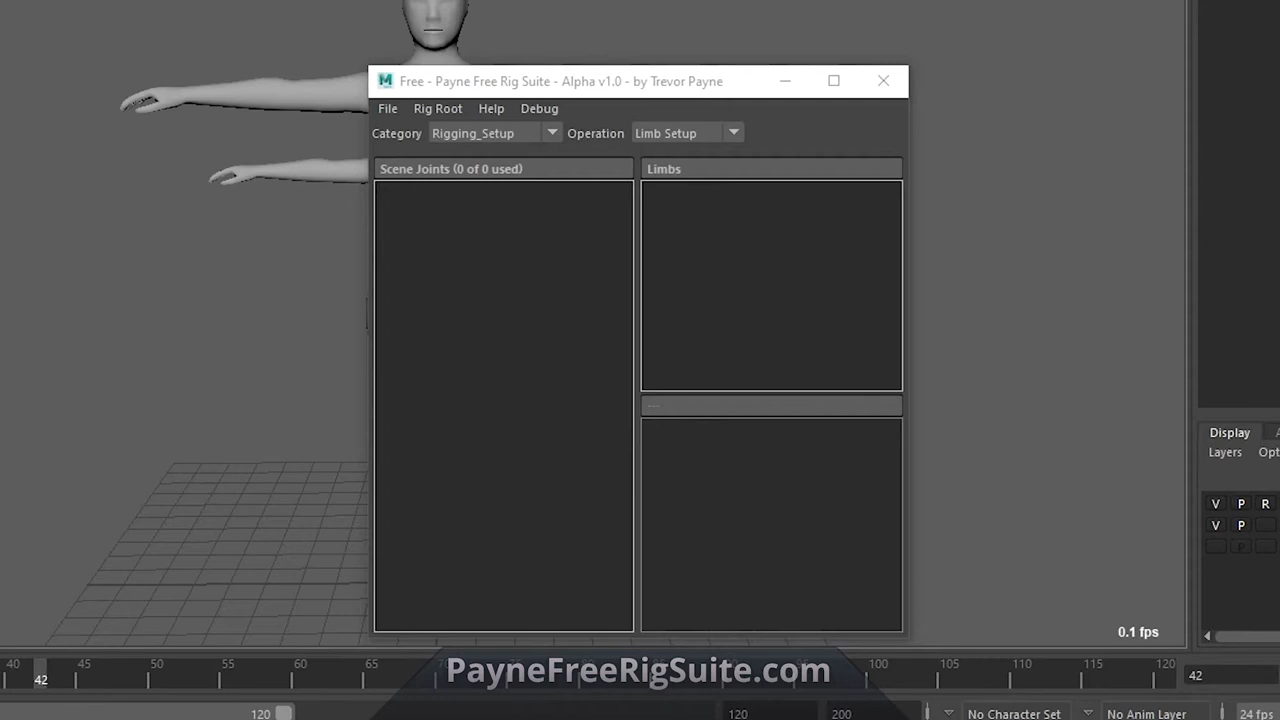 Free - Payne Free Rig Suite - Alpha v1.0 - by Trevor Payne
File Rig Root Help Debug
Category Rigging_Setup Operation Limb Setup
Scene Joints (0 of 0 used)
Limbs
---
Display
Layers Opt
V P R
V P
P
0.1 fps
40 45 50 55 60 65 70 100 105 110 115 120
42
42
PayneFreeRigSuite.com
120
120
200
No Character Set
No Anim Layer
24 fps